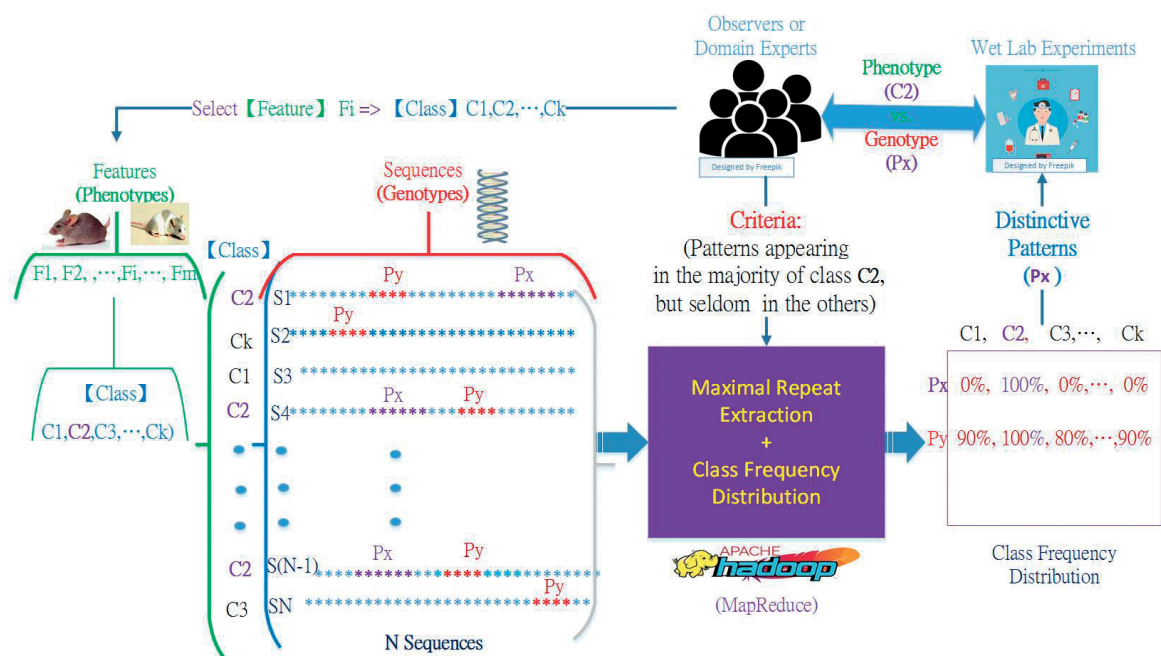 Observers or
Domain Experts
Wet Lab Experiments
Phenotype
(C2)
vs.
Genotype
(Px)
Select【Feature】 Fi => 【Class】 C1,C2,⋯,Ck
Designed by Freepik
Designed by Freepik
Features
(Phenotypes)
Sequences
(Genotypes)
Criteria:
(Patterns appearing
in the majority of class C2,
but seldom in the others)
Distinctive
Patterns
(Px)
【Class】
F1, F2, ,⋯,Fi,⋯, Fm
Py Px
C2 S1 *****************************
Py
Ck S2 *****************************
C1 S3 *****************************
Px Py
C2 S4 *****************************
【Class】
C1,C2,C3,⋯,Ck)
Px Py
C2 S(N-1) *****************************
Py
C3 SN *****************************
N Sequences
Maximal Repeat
Extraction
+
Class Frequency
Distribution
APACHE
hadoop
(MapReduce)
C1, C2, C3,⋯, Ck
Px 0%, 100%, 0%,⋯, 0%
Py 90%, 100%, 80%,⋯,90%
Class Frequency
Distribution